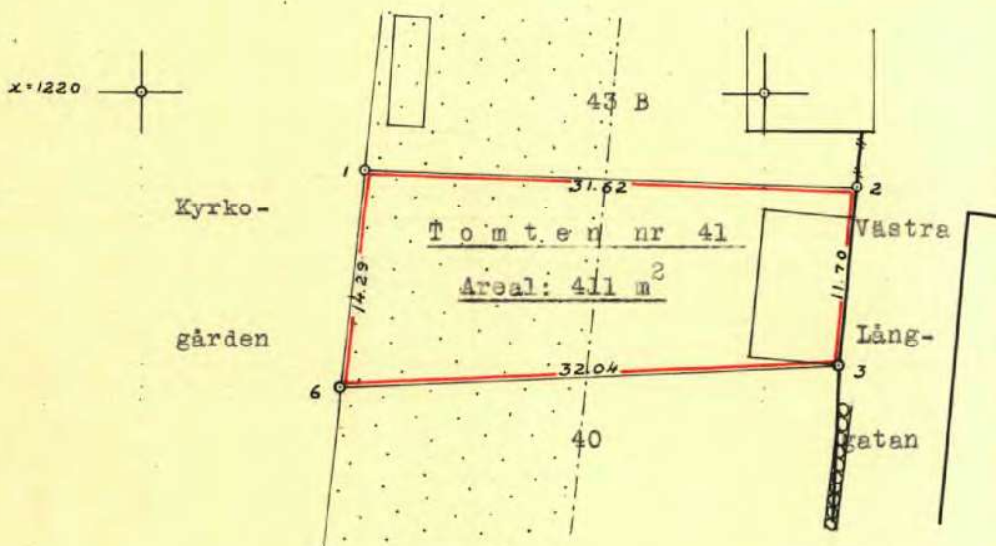 x=1220
43 B
1
31.62
2
Kyrko-
Tomten nr 41
Västra
Areal: 411 m²
14.29
11.70
gården
Lång-
6
32.04
3
40
gatan